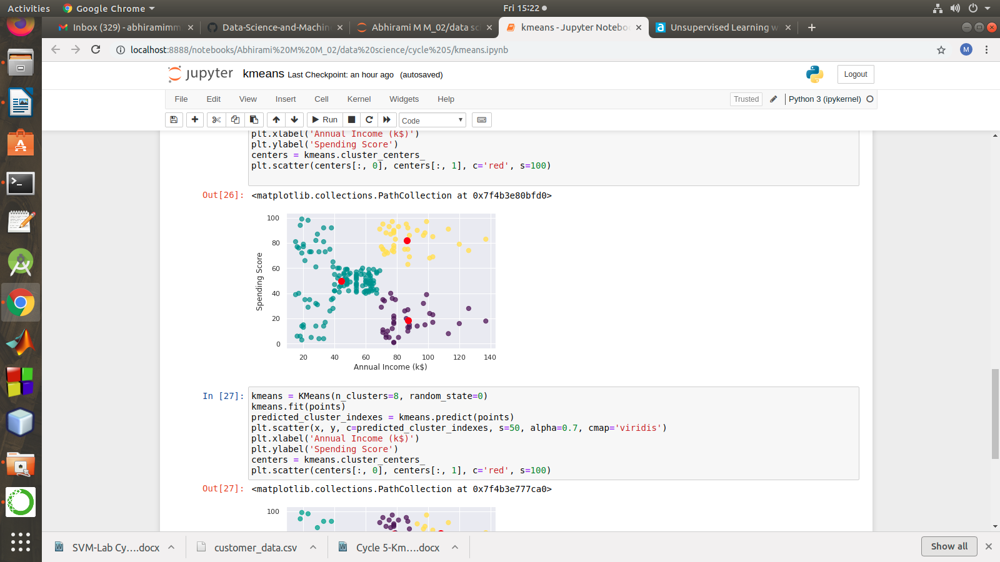 Activities Google Chrome Fri 15:22
Inbox (329) - abhiramimm Data-Science-and-Machin Abhirami M M_02/data sc kmeans - Jupyter Notebo Unsupervised Learning w
localhost:8888/notebooks/Abhirami%20M%20M_02/data%20science/cycle%205/kmeans.ipynb M
jupyter kmeans Last Checkpoint: an hour ago (autosaved) Logout
File Edit View Insert Cell Kernel Widgets Help Trusted Python 3 (ipykernel)
Run Code
plt.xlabel('Annual Income (k$)')
plt.ylabel('Spending Score')
centers = kmeans.cluster_centers_
plt.scatter(centers[:, 0], centers[:, 1], c='red', s=100)
Out[26]: <matplotlib.collections.PathCollection at 0x7f4b3e80bfd0>
100
80
60
40
20
0
Spending Score
20 40 60 80 100 120 140
Annual Income (k$)
In [27]: kmeans = KMeans(n_clusters=8, random_state=0)
kmeans.fit(points)
predicted_cluster_indexes = kmeans.predict(points)
plt.scatter(x, y, c=predicted_cluster_indexes, s=50, alpha=0.7, cmap='viridis')
plt.xlabel('Annual Income (k$)')
plt.ylabel('Spending Score')
centers = kmeans.cluster_centers_
plt.scatter(centers[:, 0], centers[:, 1], c='red', s=100)
Out[27]: <matplotlib.collections.PathCollection at 0x7f4b3e777ca0>
100
SVM-Lab Cy....docx customer_data.csv Cycle 5-Km....docx Show all